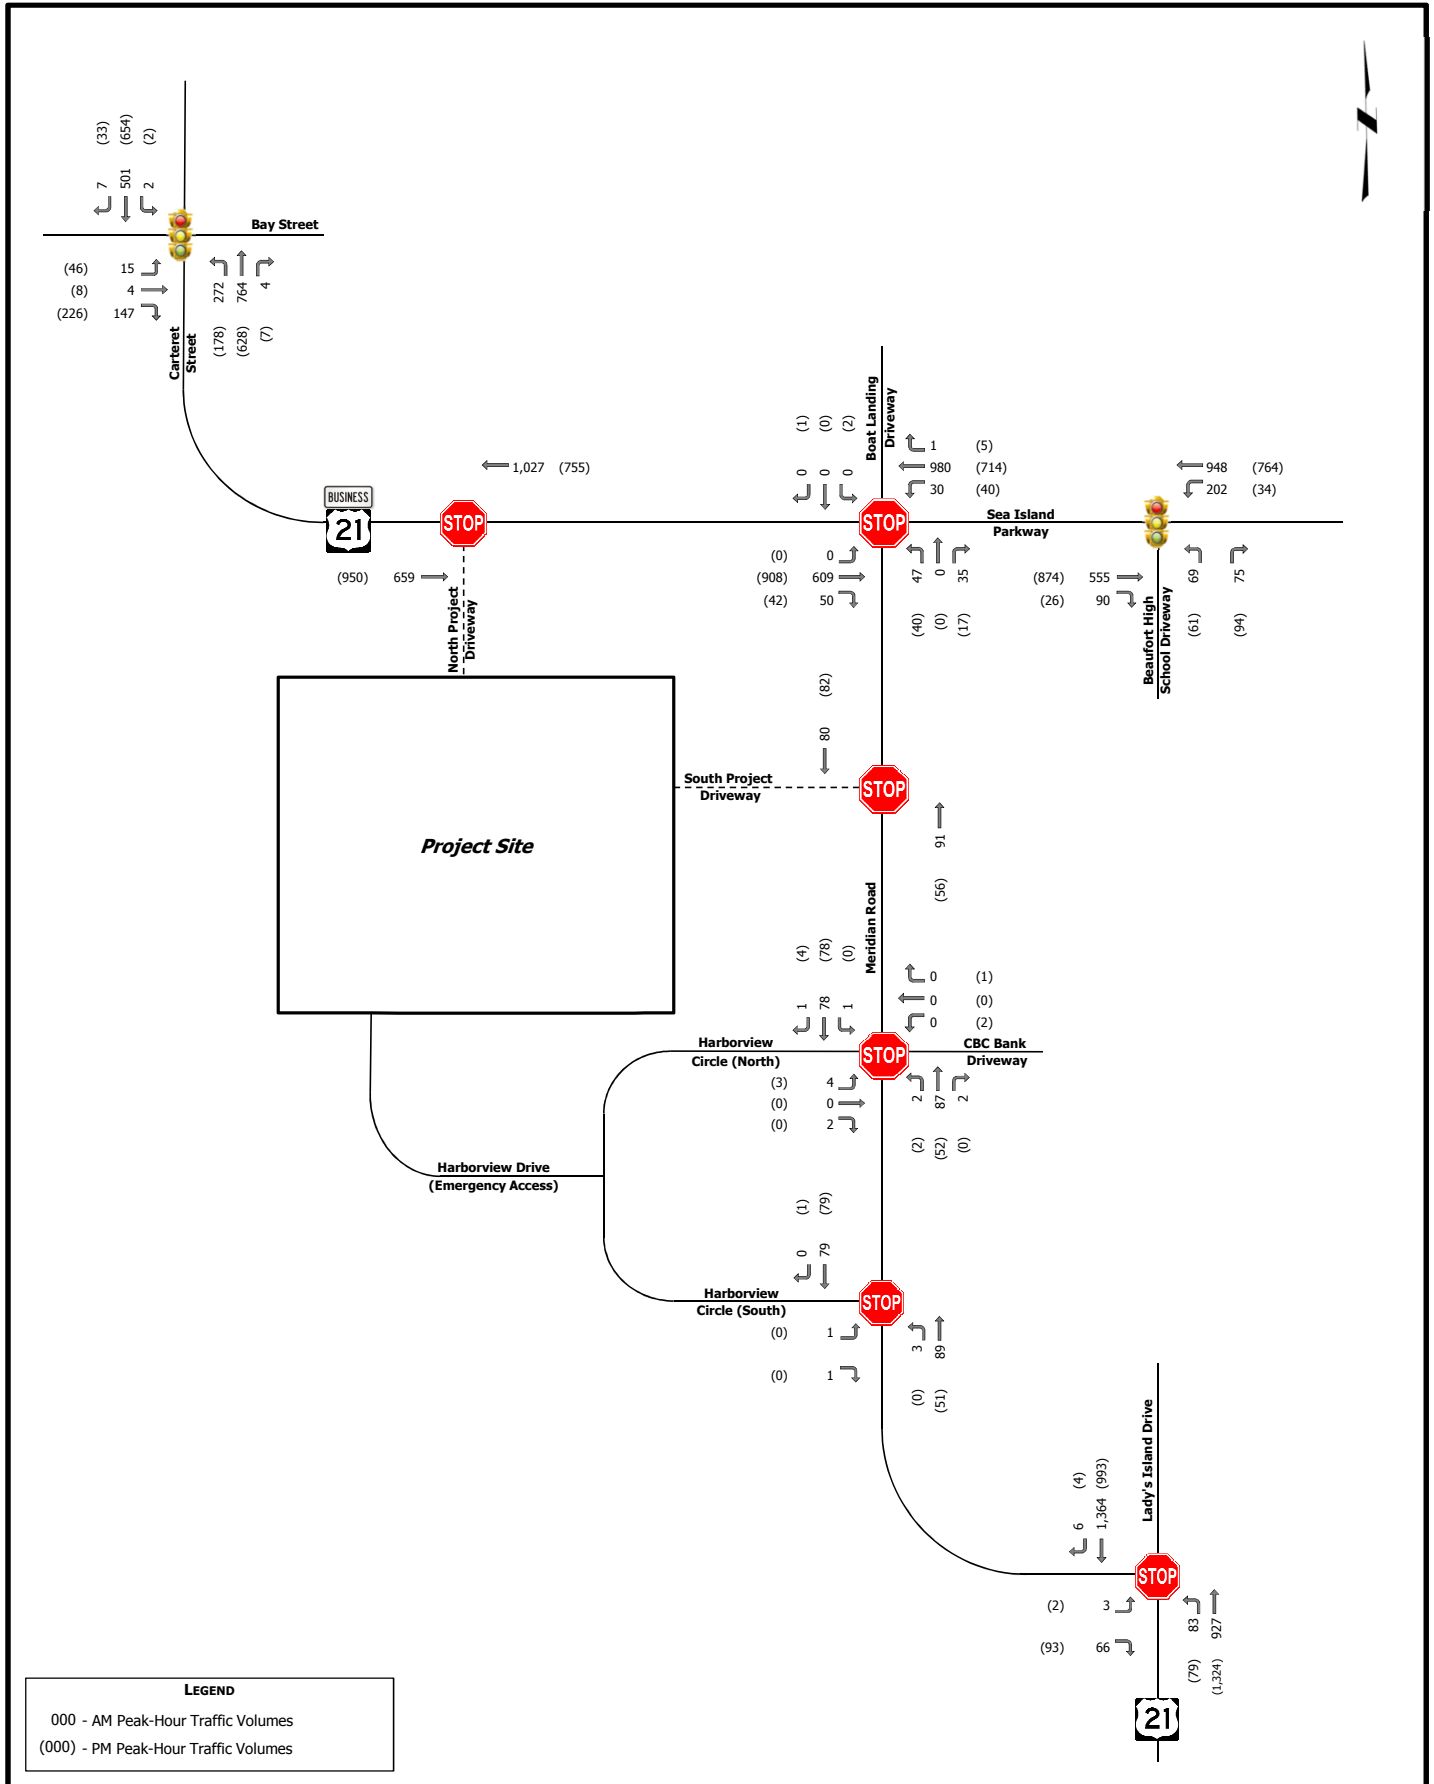 (33) (654) (2)
7 501 2
Bay Street
(46) 15
(8) 4
(226) 147
272 764 4
(178) (628) (7)
Carteret
Street
Boat Landing
Driveway
(1) (0) (2)
0 0 0
1 (5)
980 (714)
30 (40)
1,027 (755)
948 (764)
202 (34)
BUSINESS
21
STOP
STOP
Sea Island
Parkway
(950) 659
North Project
Driveway
(0) 0
(908) 609
(42) 50
47 0 35
(40) (0) (17)
(874) 555
(26) 90
69 75
(61) (94)
Beaufort High
School Driveway
(82)
80
South Project
Driveway
STOP
91
(56)
Project Site
Meridian Road
(4) (78) (0)
1 78 1
0 (1)
0 (0)
0 (2)
Harborview
Circle (North)
STOP
CBC Bank
Driveway
(3) 4
(0) 0
(0) 2
2 87 2
(2) (52) (0)
Harborview Drive
(Emergency Access)
(1) (79)
0 79
Harborview
Circle (South)
STOP
(0) 1
(0) 1
3 89
(0) (51)
Lady's Island Drive
(4) (993)
6 1,364
STOP
(2) 3
(93) 66
83 927
(79) (1,324)
21
LEGEND
000 - AM Peak-Hour Traffic Volumes
(000) - PM Peak-Hour Traffic Volumes